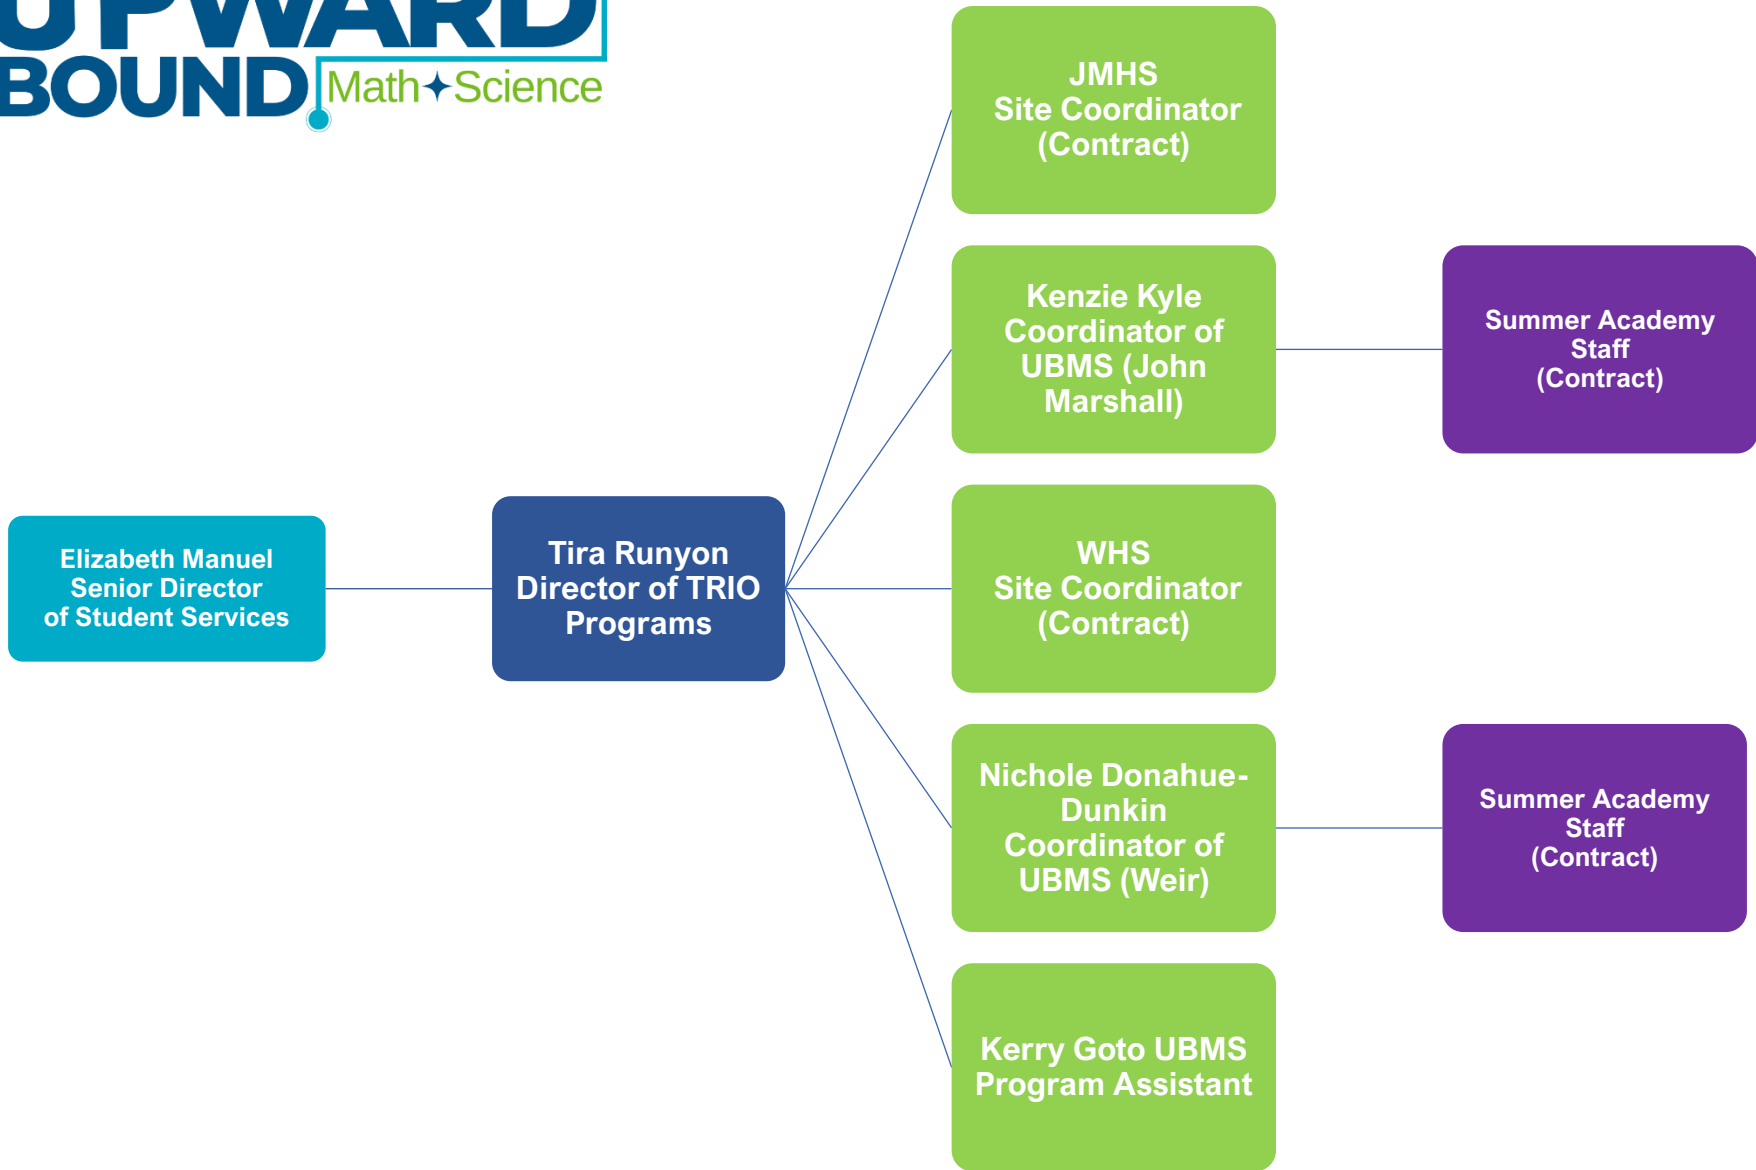 UPWARD
BOUND
Math Science
JMHS
Site Coordinator
(Contract)
Kenzie Kyle
Coordinator of
UBMS (John
Marshall)
Summer Academy
Staff
(Contract)
Elizabeth Manuel
Senior Director
of Student Services
Tira Runyon
Director of TRIO
Programs
WHS
Site Coordinator
(Contract)
Nichole Donahue-
Dunkin
Coordinator of
UBMS (Weir)
Summer Academy
Staff
(Contract)
Kerry Goto UBMS
Program Assistant